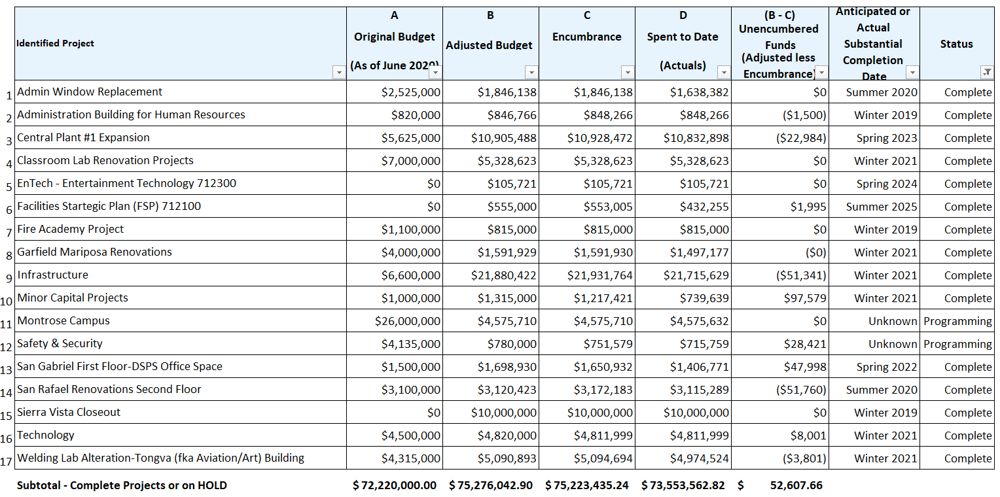 Identified Project
A
Original Budget
(As of June 2020)
B
Adjusted Budget
C
Encumbrance
D
Spent to Date
(Actuals)
(B - C)
Unencumbered
Funds
(Adjusted less
Encumbrance)
Anticipated or
Actual
Substantial
Completion
Date
Status
1 Admin Window Replacement $2,525,000 $1,846,138 $1,846,138 $1,638,382 $0 Summer 2020 Complete
2 Administration Building for Human Resources $820,000 $846,766 $848,266 $848,266 ($1,500) Winter 2019 Complete
3 Central Plant #1 Expansion $5,625,000 $10,905,488 $10,928,472 $10,832,898 ($22,984) Spring 2023 Complete
4 Classroom Lab Renovation Projects $7,000,000 $5,328,623 $5,328,623 $5,328,623 $0 Winter 2021 Complete
5 EnTech - Entertainment Technology 712300 $0 $105,721 $105,721 $105,721 $0 Spring 2024 Complete
6 Facilities Startegic Plan (FSP) 712100 $0 $555,000 $553,005 $432,255 $1,995 Summer 2025 Complete
7 Fire Academy Project $1,100,000 $815,000 $815,000 $815,000 $0 Winter 2019 Complete
8 Garfield Mariposa Renovations $4,000,000 $1,591,929 $1,591,930 $1,497,177 ($0) Winter 2021 Complete
9 Infrastructure $6,600,000 $21,880,422 $21,931,764 $21,715,629 ($51,341) Winter 2021 Complete
10 Minor Capital Projects $1,000,000 $1,315,000 $1,217,421 $739,639 $97,579 Winter 2021 Complete
11 Montrose Campus $26,000,000 $4,575,710 $4,575,710 $4,575,632 $0 Unknown Programming
12 Safety & Security $4,135,000 $780,000 $751,579 $715,759 $28,421 Unknown Programming
13 San Gabriel First Floor-DSPS Office Space $1,500,000 $1,698,930 $1,650,932 $1,406,771 $47,998 Spring 2022 Complete
14 San Rafael Renovations Second Floor $3,100,000 $3,120,423 $3,172,183 $3,115,289 ($51,760) Summer 2020 Complete
15 Sierra Vista Closeout $0 $10,000,000 $10,000,000 $10,000,000 $0 Winter 2019 Complete
16 Technology $4,500,000 $4,820,000 $4,811,999 $4,811,999 $8,001 Winter 2021 Complete
17 Welding Lab Alteration-Tongva (fka Aviation/Art) Building $4,315,000 $5,090,893 $5,094,694 $4,974,524 ($3,801) Winter 2021 Complete
Subtotal - Complete Projects or on HOLD $ 72,220,000.00 $ 75,276,042.90 $ 75,223,435.24 $ 73,553,562.82 $ 52,607.66